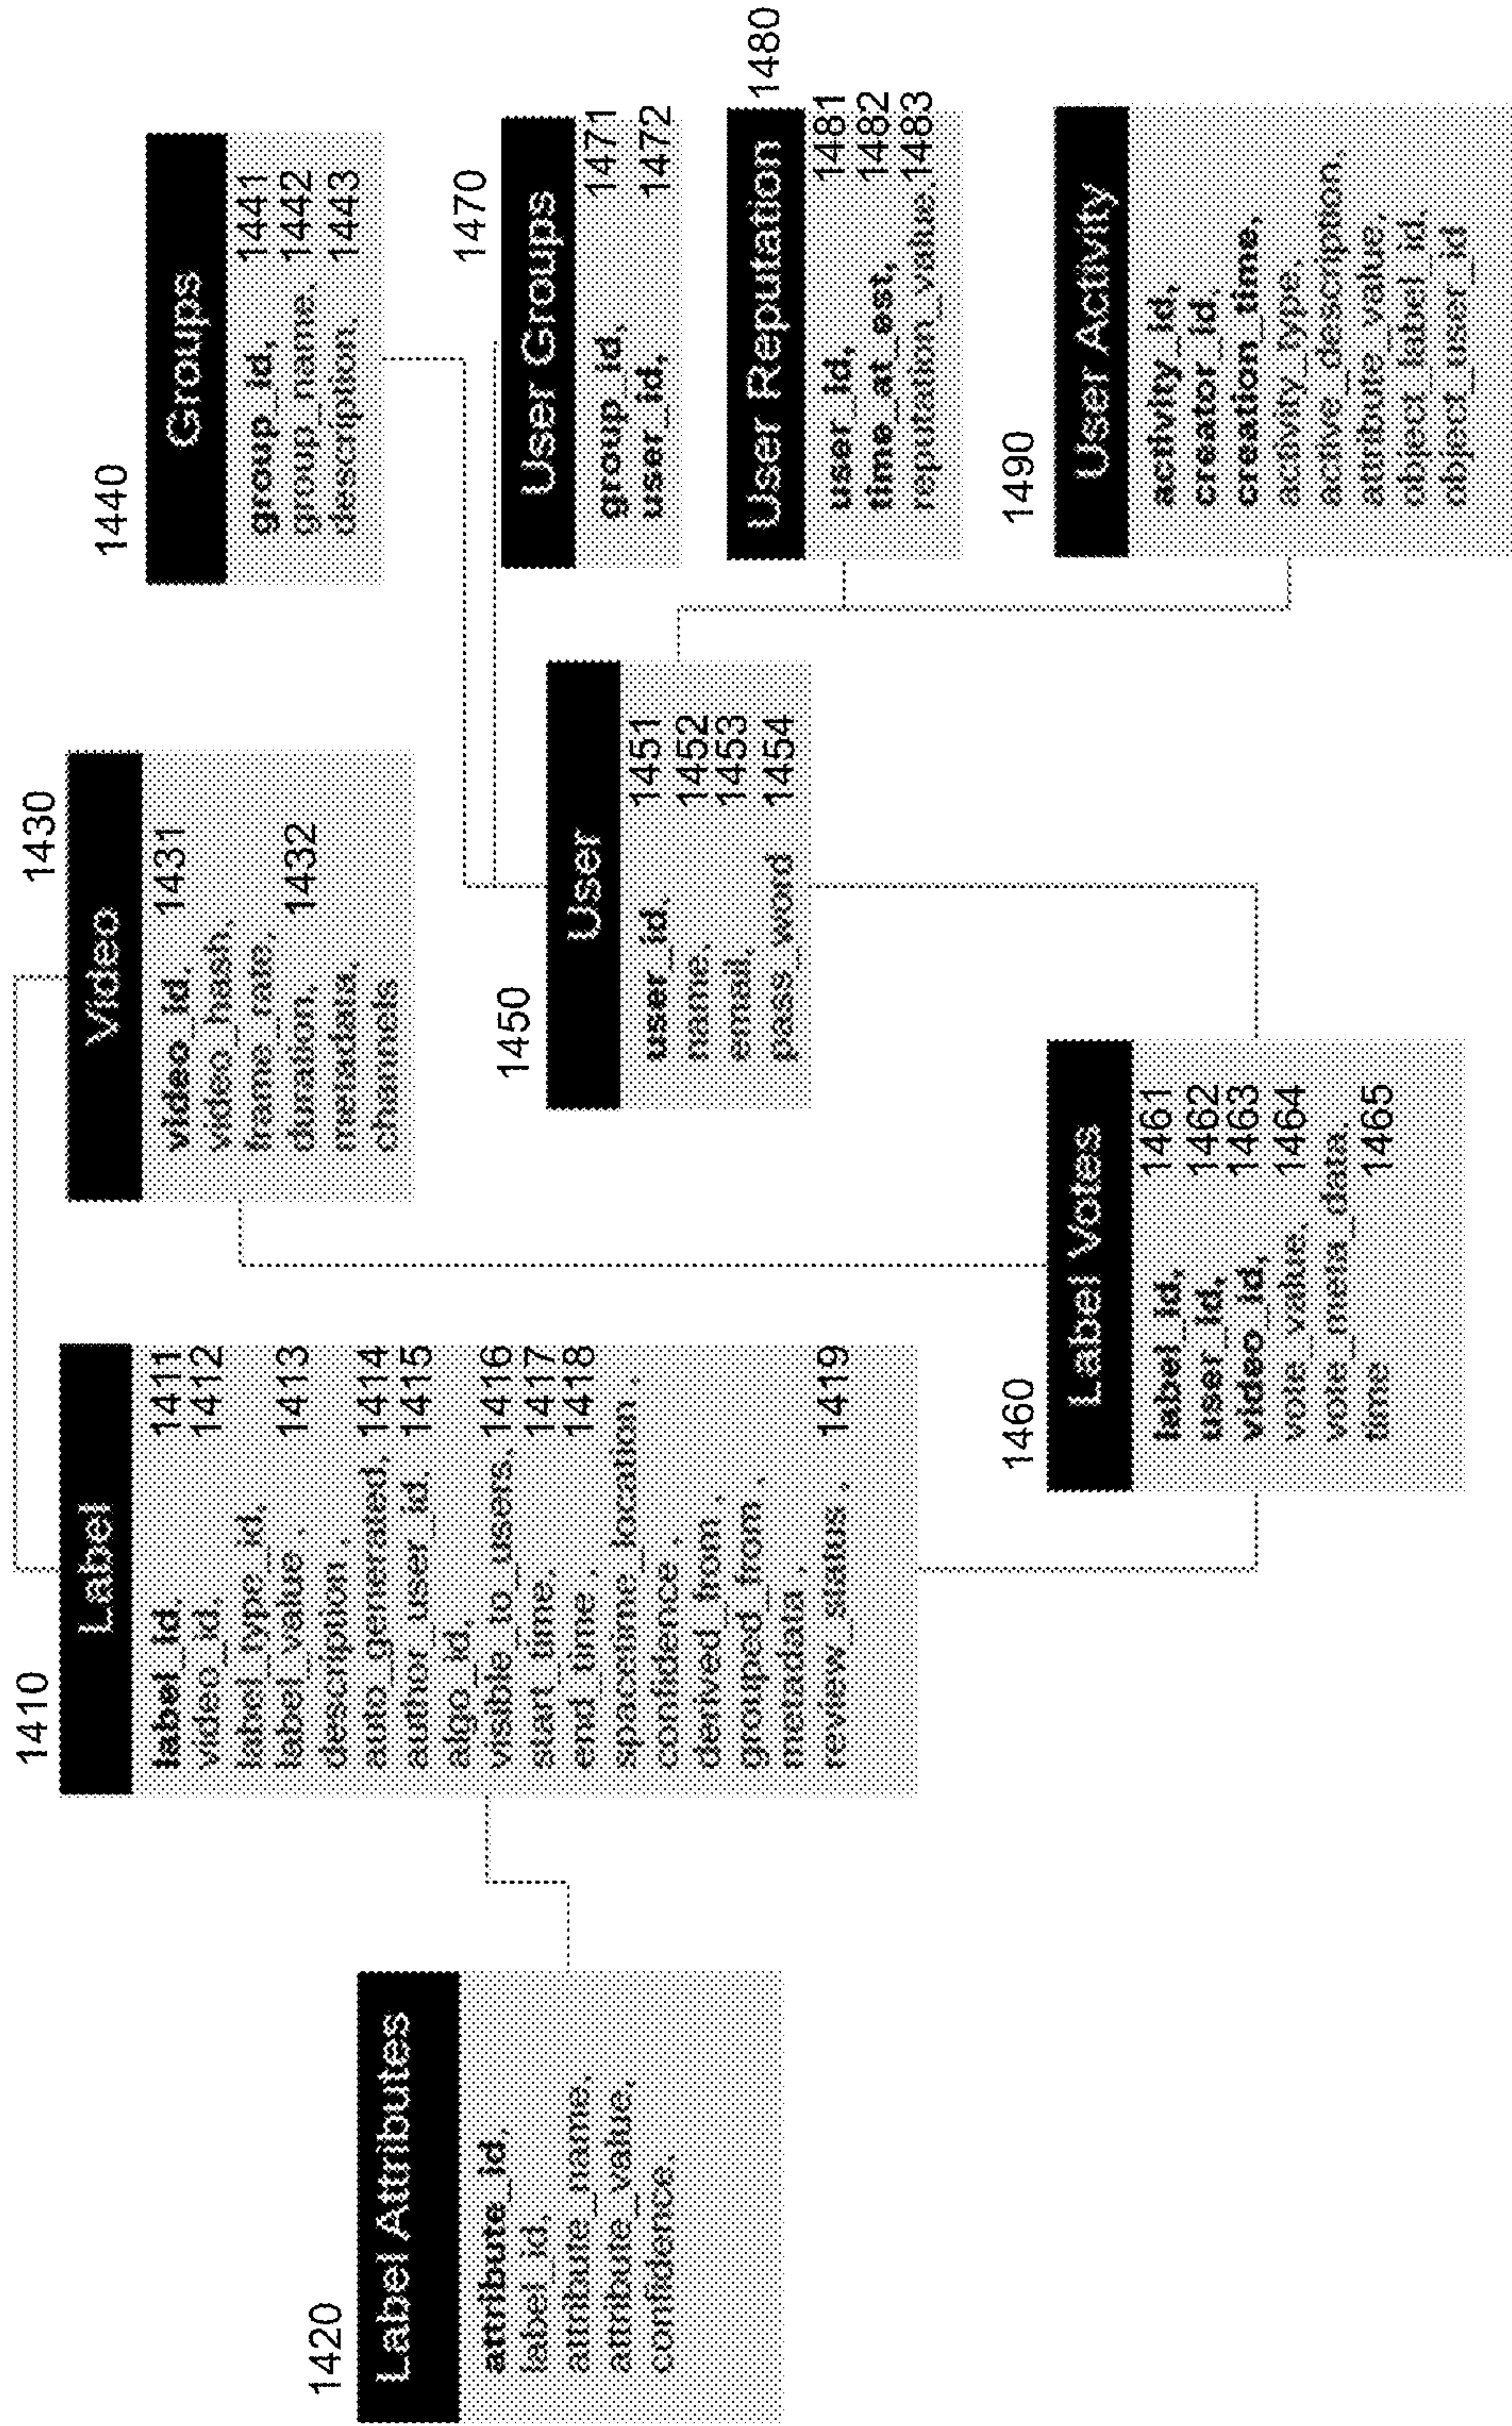 1420
Label Attributes
attribute_id,
label_id,
attribute_name,
attribute_value,
confidence,
1410
Label
label_id, 1411
video_id, 1412
label_type_id,
label_value, 1413
description,
auto_generated, 1414
author_user_id, 1415
algo_id,
visible_to_users, 1416
start_time, 1417
end_time, 1418
spacetime_location,
confidence,
derived_from,
grouped_from,
metadata,
review_status, 1419
1430
Video
video_id, 1431
video_hash,
frame_rate,
duration, 1432
metadata,
channels
1440
Groups
group_id, 1441
group_name, 1442
description, 1443
1450
User
user_id, 1451
name, 1452
email, 1453
pass_word 1454
1470
User Groups
group_id, 1471
user_id, 1472
1480
User Reputation
user_id, 1481
time_at_est, 1482
reputation_value, 1483
1460
Label Votes
label_id, 1461
user_id, 1462
video_id, 1463
vote_value, 1464
vote_meta_data,
time 1465
1490
User Activity
activity_id,
creator_id,
creation_time,
activity_type,
active_description,
attribute_value,
object_label_id,
object_user_id